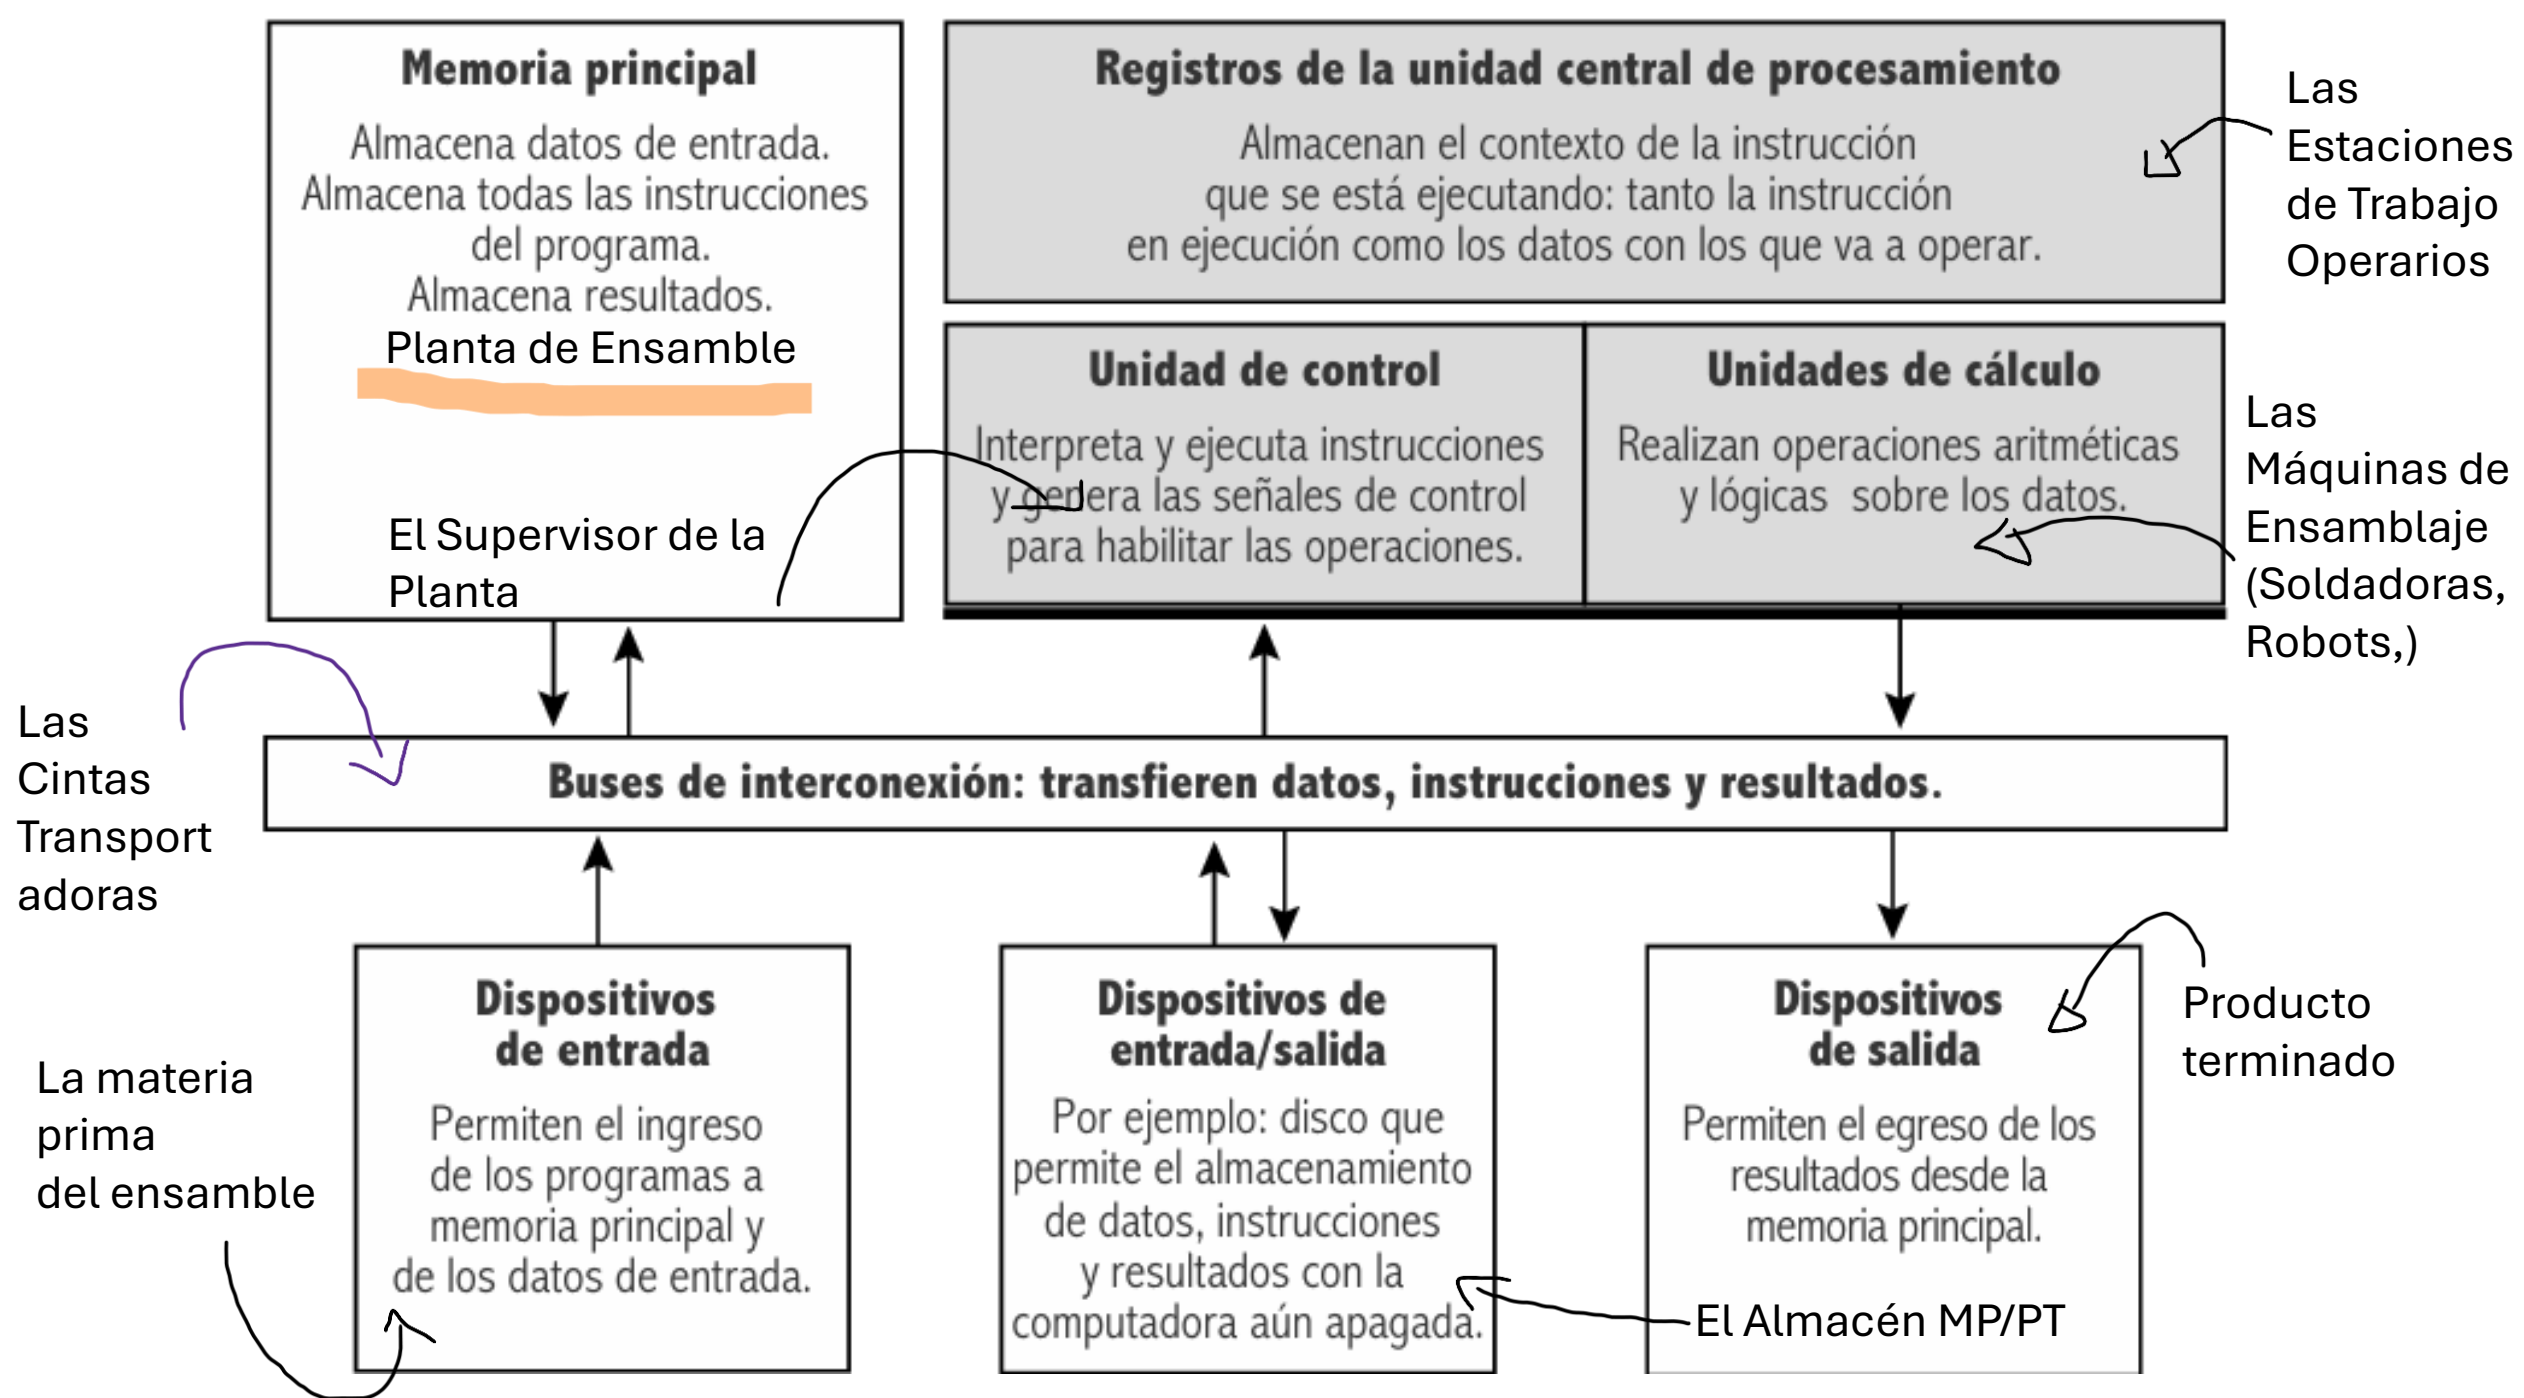 Memoria principal
Almacena datos de entrada.
Almacena todas las instrucciones
del programa.
Almacena resultados.
Planta de Ensamble
El Supervisor de la
Planta
Registros de la unidad central de procesamiento
Almacenan el contexto de la instrucción
que se está ejecutando: tanto la instrucción
en ejecución como los datos con los que va a operar.
Las
Estaciones
de Trabajo
Operarios
Unidad de control
Interpreta y ejecuta instrucciones
y genera las señales de control
para habilitar las operaciones.
Unidades de cálculo
Realizan operaciones aritméticas
y lógicas sobre los datos.
Las
Máquinas de
Ensamblaje
(Soldadoras,
Robots,)
Las
Cintas
Transport
adoras
Buses de interconexión: transfieren datos, instrucciones y resultados.
La materia
prima
del ensamble
Dispositivos
de entrada
Permiten el ingreso
de los programas a
memoria principal y
de los datos de entrada.
Dispositivos de
entrada/salida
Por ejemplo: disco que
permite el almacenamiento
de datos, instrucciones
y resultados con la
computadora aún apagada.
Dispositivos
de salida
Permiten el egreso de los
resultados desde la
memoria principal.
El Almacén MP/PT
Producto
terminado